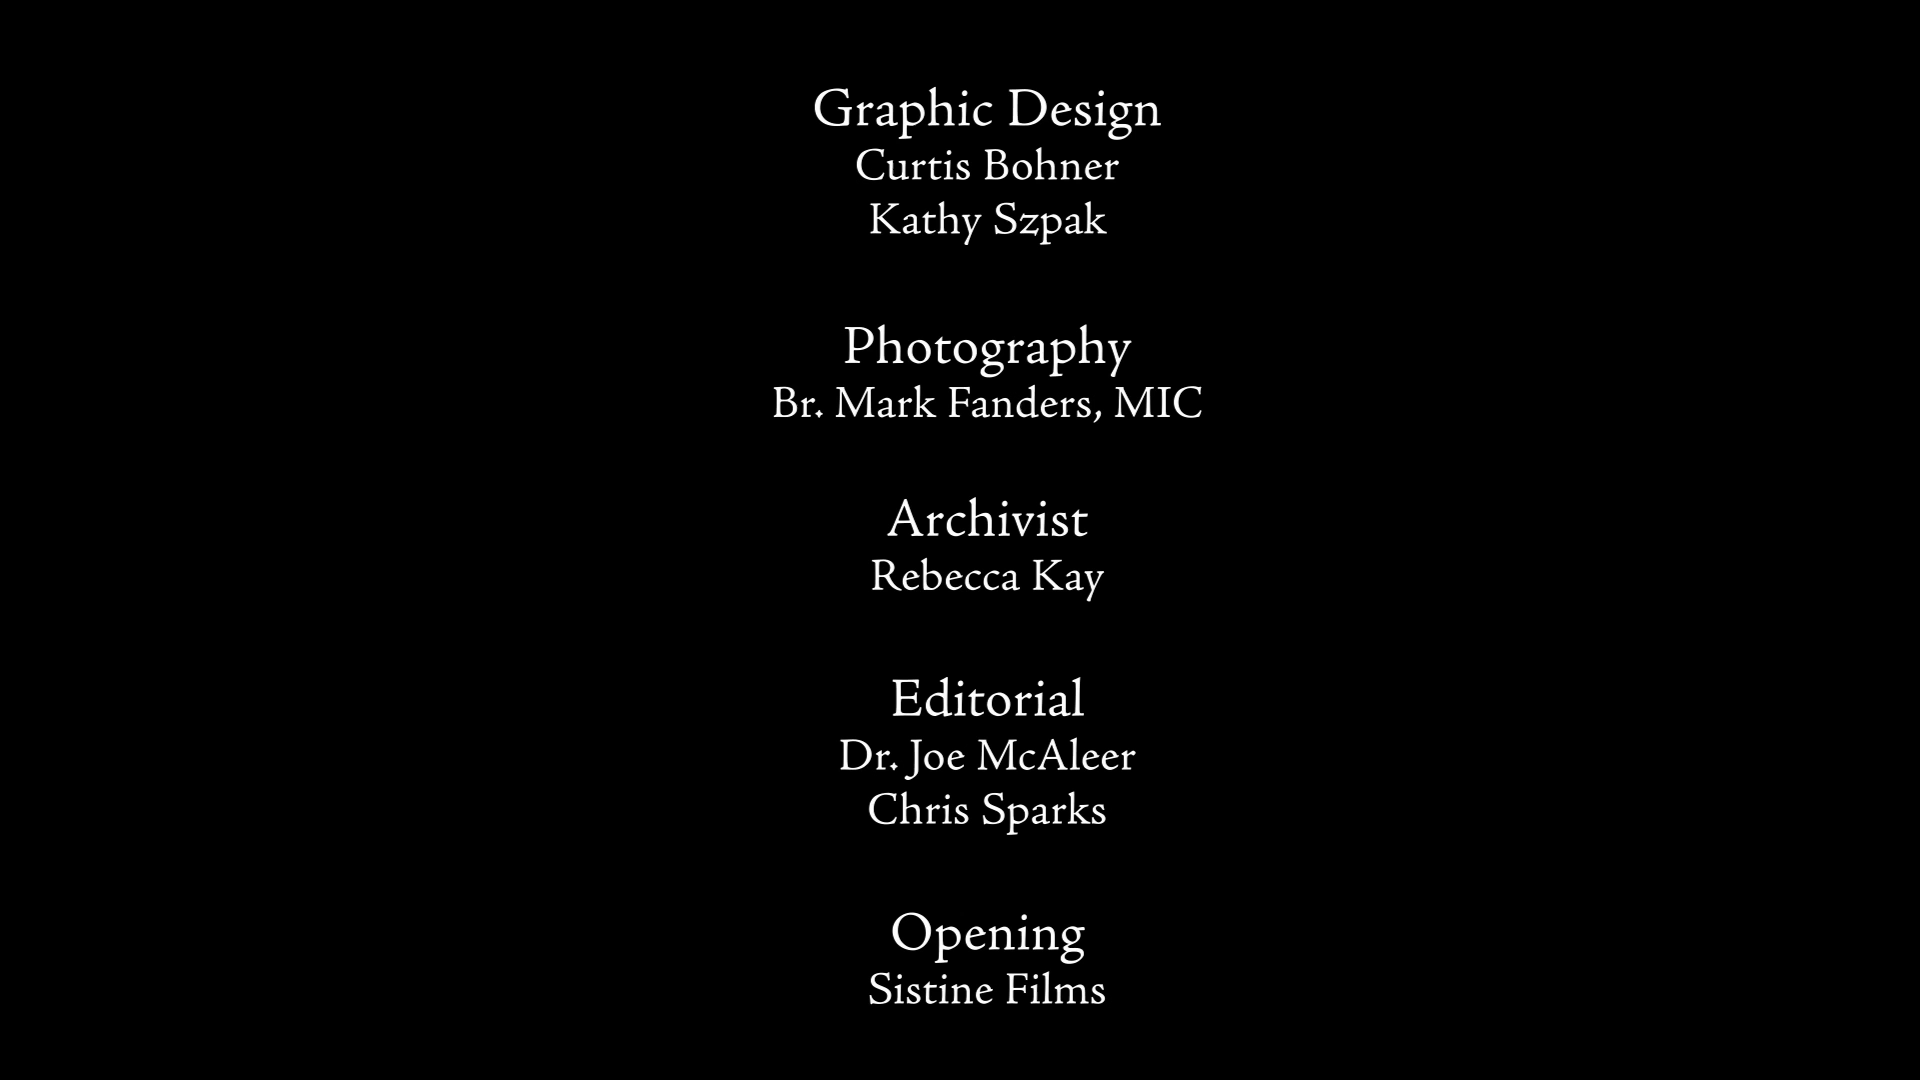 Graphic Design
Curtis Bohner
Kathy Szpak
Photography
Br. Mark Fanders, MIC
Archivist
Rebecca Kay
Editorial
Dr. Joe McAleer
Chris Sparks
Opening
Sistine Films